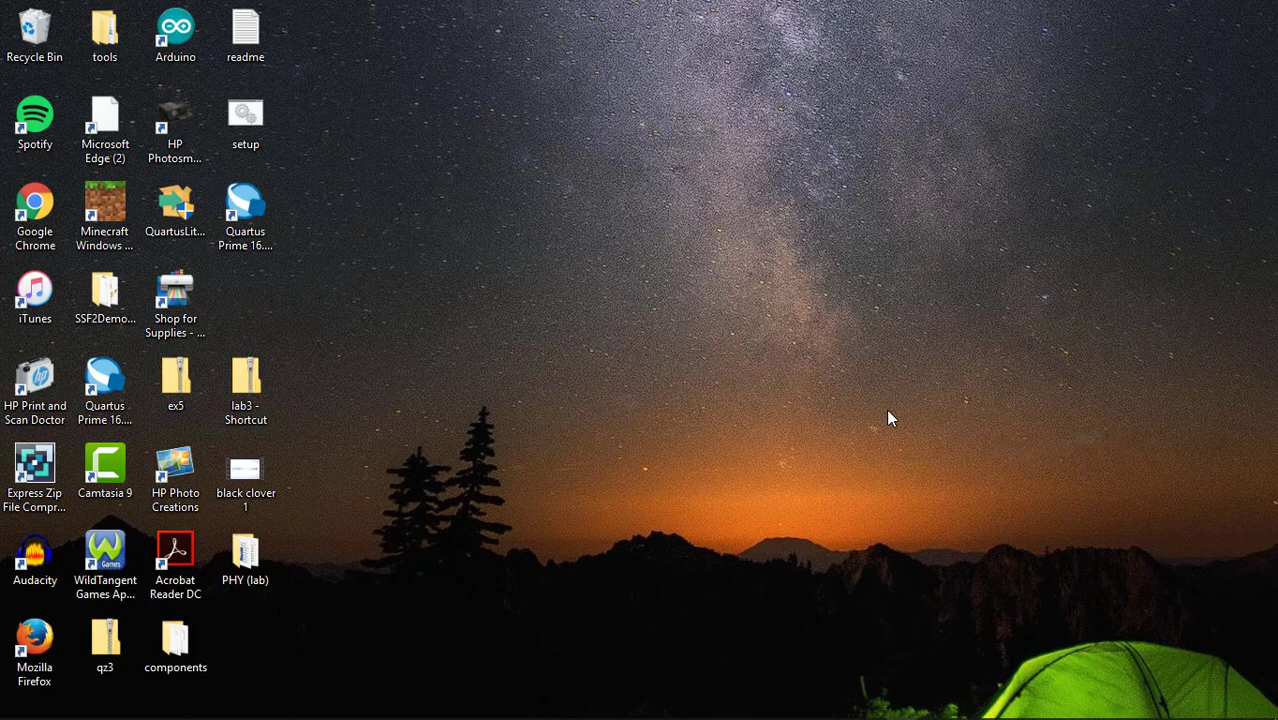 Recycle Bin
tools
Arduino
readme
Spotify
Microsoft
Edge (2)
HP
Photosm...
setup
Google
Chrome
Minecraft
Windows ...
QuartusLit...
Quartus
Prime 16....
iTunes
SSF2Demo...
Shop for
Supplies - ...
HP Print and
Scan Doctor
Quartus
Prime 16....
ex5
lab3 -
Shortcut
Express Zip
File Compr...
Camtasia 9
HP Photo
Creations
black clover
1
Audacity
WildTangent
Games Ap...
Acrobat
Reader DC
PHY (lab)
Mozilla
Firefox
qz3
components